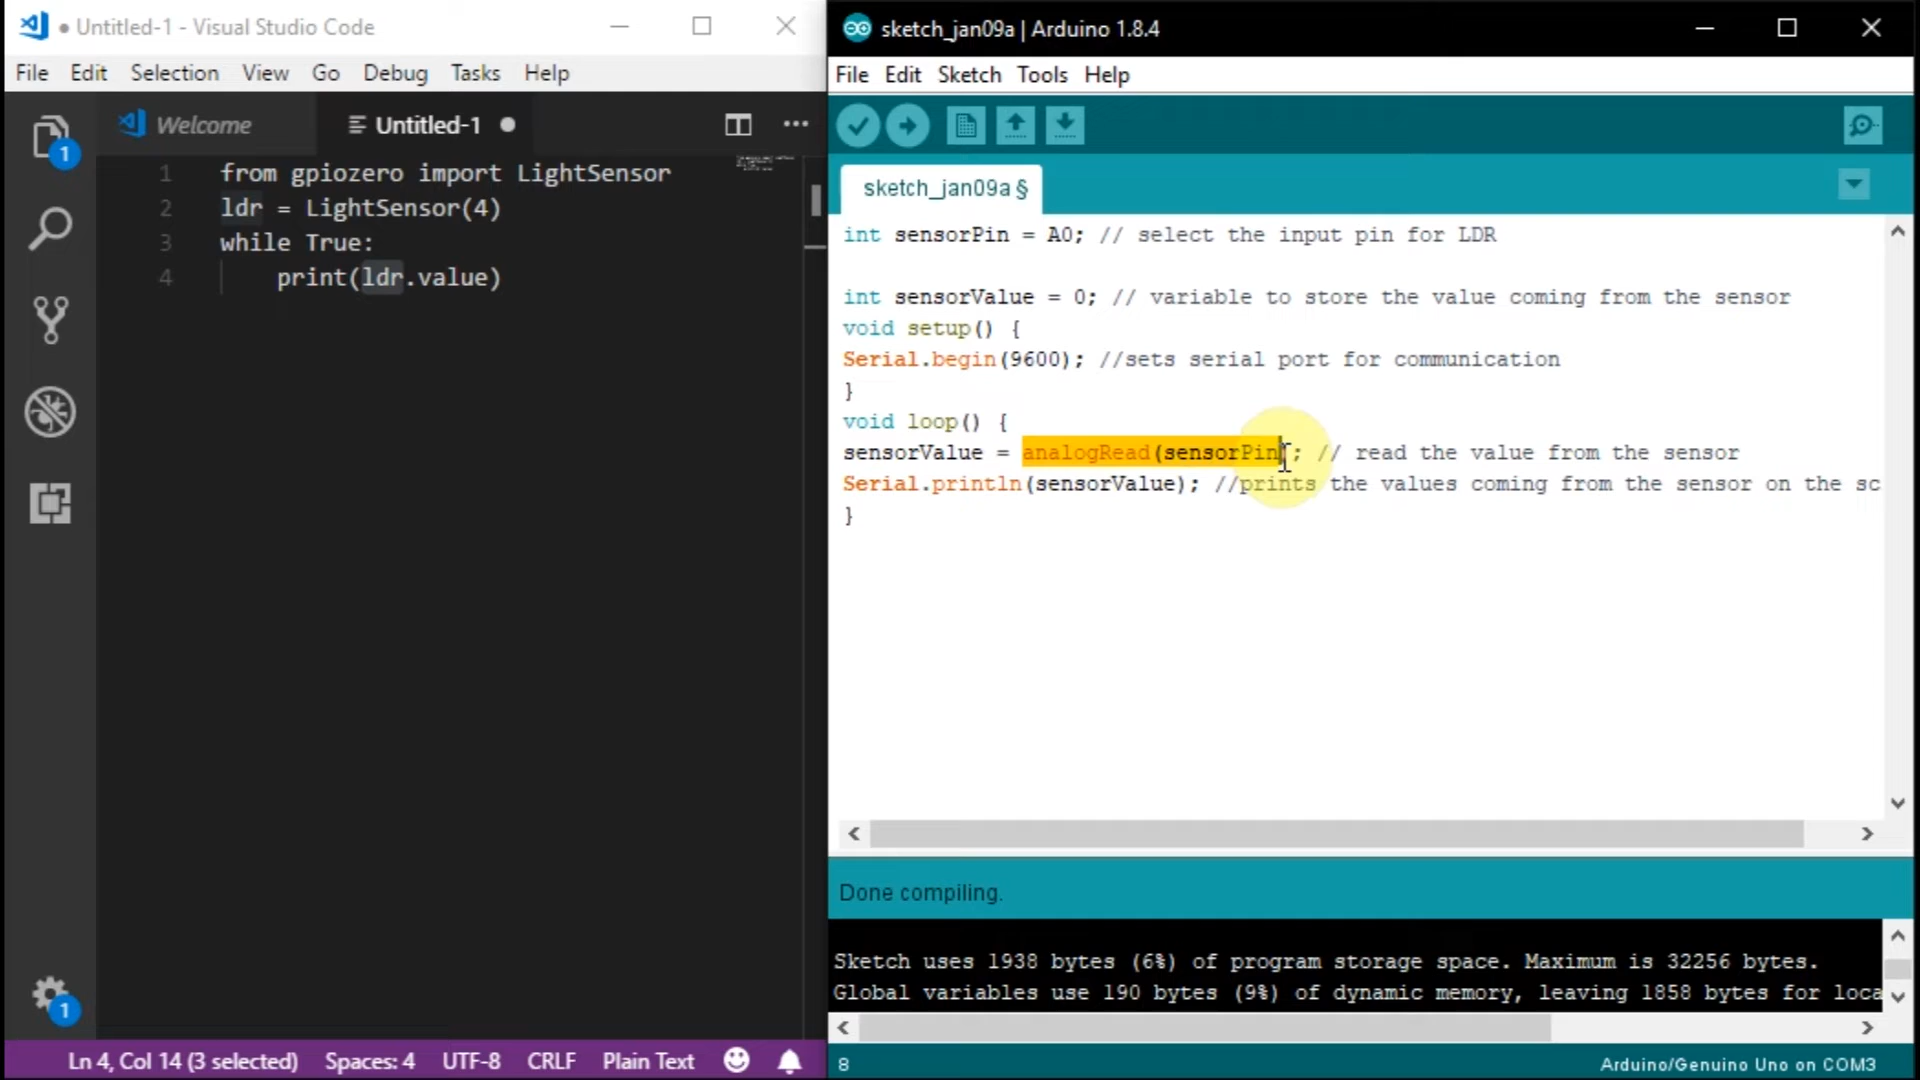 Untitled-1 - Visual Studio Code
File Edit Selection View Go Debug Tasks Help
1
Welcome
Untitled-1
1 from gpiozero import LightSensor
2 ldr = LightSensor(4)
3 while True:
4 print(ldr.value)
1
Ln 4, Col 14 (3 selected) Spaces: 4 UTF-8 CRLF Plain Text
sketch_jan09a | Arduino 1.8.4
File Edit Sketch Tools Help
sketch_jan09a §
int sensorPin = A0; // select the input pin for LDR
int sensorValue = 0; // variable to store the value coming from the sensor
void setup() {
Serial.begin(9600); //sets serial port for communication
}
void loop() {
sensorValue = analogRead(sensorPin); // read the value from the sensor
Serial.println(sensorValue); //prints the values coming from the sensor on the sc
}
Done compiling.
Sketch uses 1938 bytes (6%) of program storage space. Maximum is 32256 bytes.
Global variables use 190 bytes (9%) of dynamic memory, leaving 1858 bytes for loca
8 Arduino/Genuino Uno on COM3